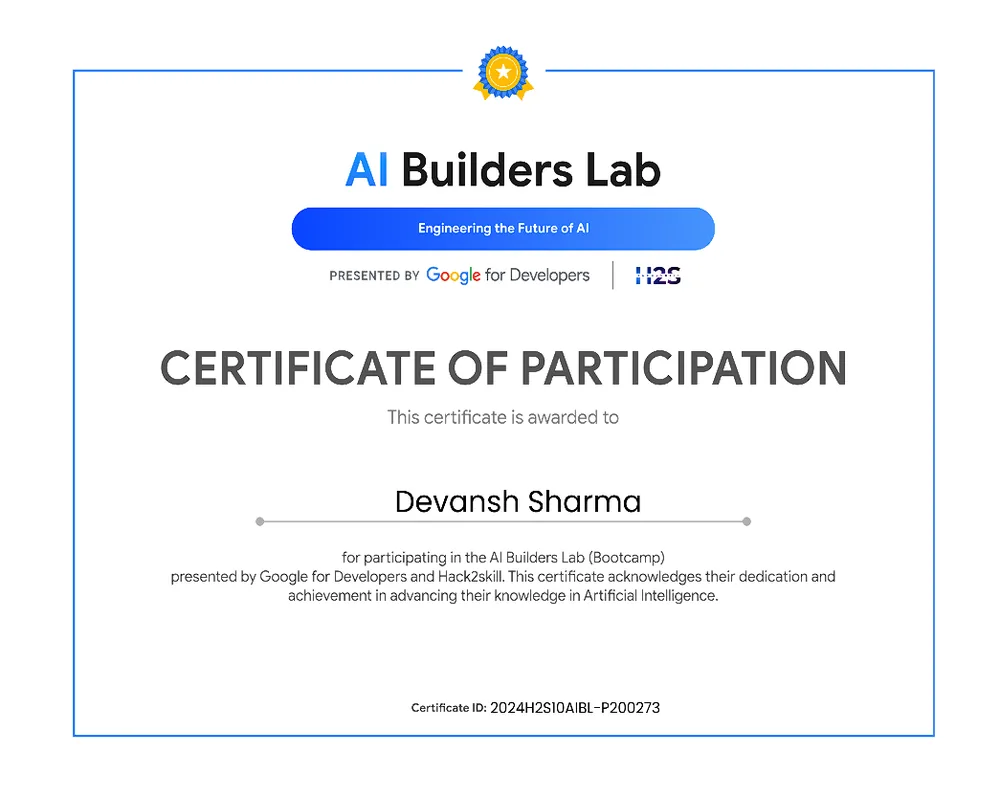 AI Builders Lab
Engineering the Future of AI
PRESENTED BY Google for Developers | H2S
CERTIFICATE OF PARTICIPATION
This certificate is awarded to
Devansh Sharma
for participating in the AI Builders Lab (Bootcamp)
presented by Google for Developers and Hack2skill. This certificate acknowledges their dedication and
achievement in advancing their knowledge in Artificial Intelligence.
Certificate ID: 2024H2S10AIBL-P200273